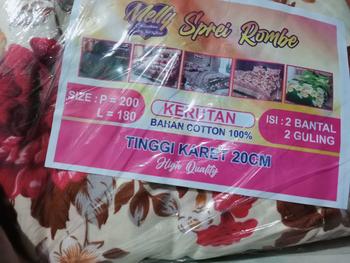 Melly Sprei Rombe
SIZE : P = 200
L = 180
KERUTAN
BAHAN COTTON 100%
ISI : 2 BANTAL
2 GULING
TINGGI KARET 20CM
High Quality